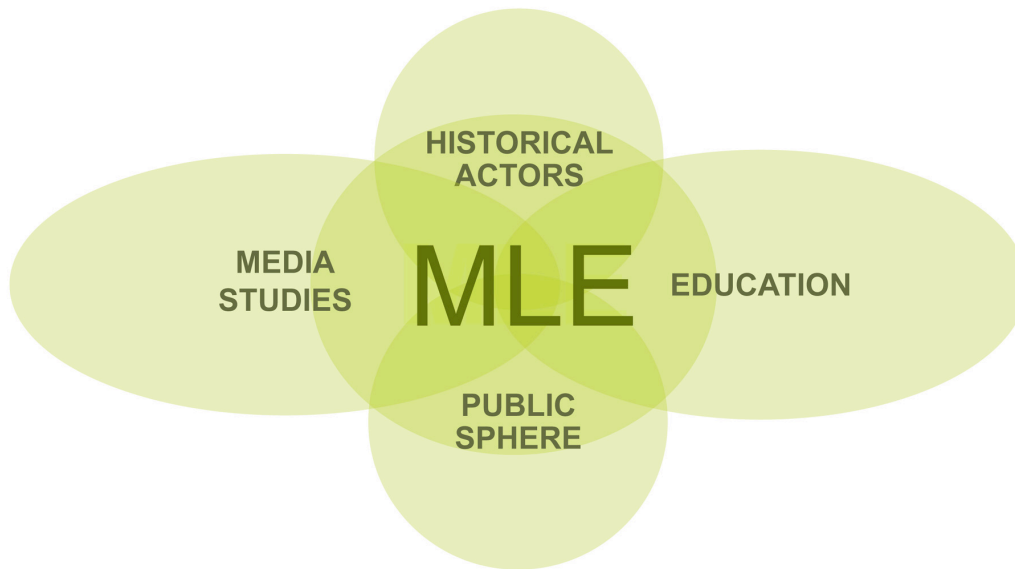 HISTORICAL
ACTORS
MEDIA
STUDIES
MLE
EDUCATION
PUBLIC
SPHERE